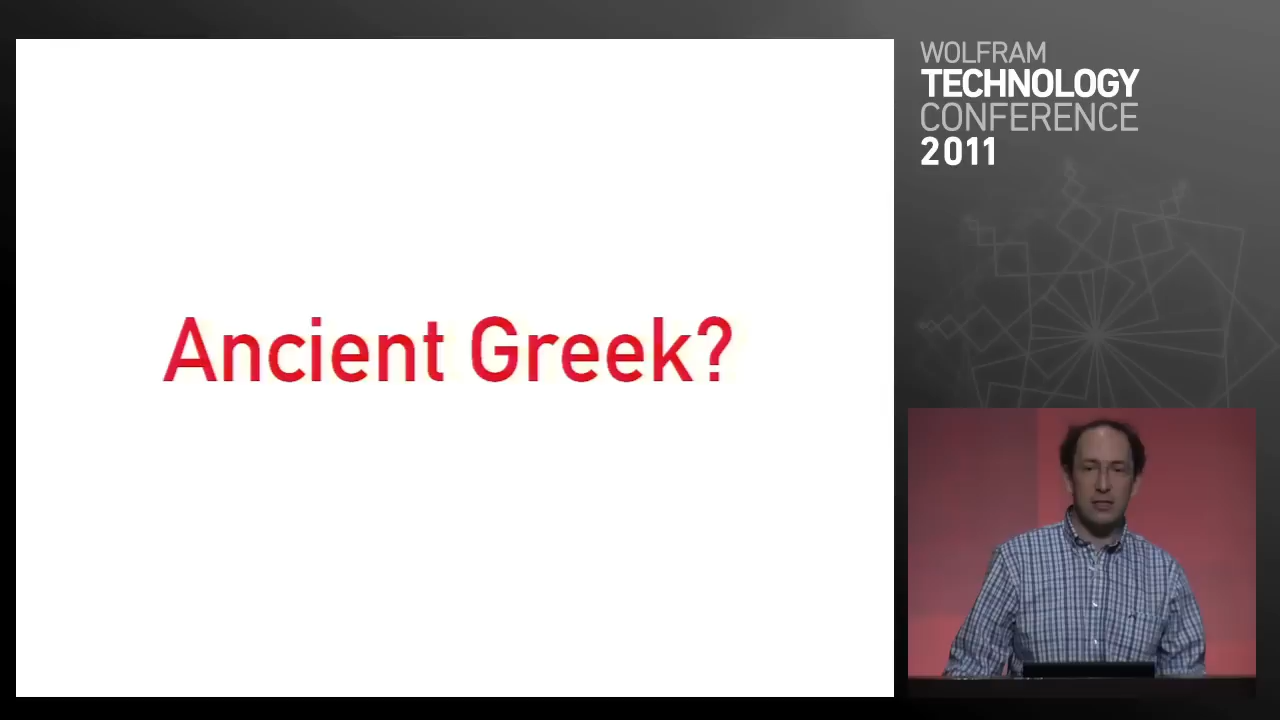 Ancient Greek?
WOLFRAM
TECHNOLOGY
CONFERENCE
2011